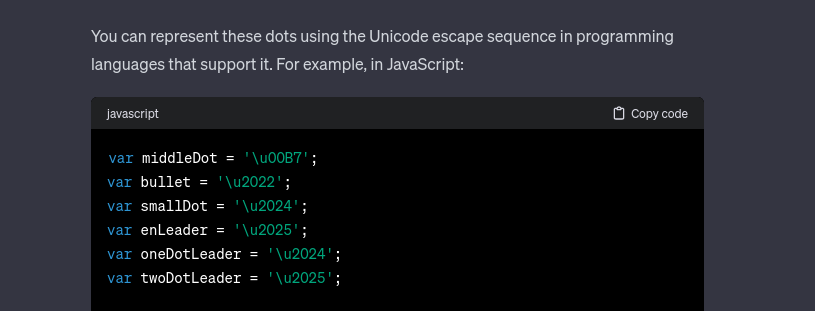 You can represent these dots using the Unicode escape sequence in programming
languages that support it. For example, in JavaScript:
javascript
Copy code
var middleDot = '\u00B7';
var bullet = '\u2022';
var smallDot = '\u2024';
var enLeader = '\u2025';
var oneDotLeader = '\u2024';
var twoDotLeader = '\u2025';